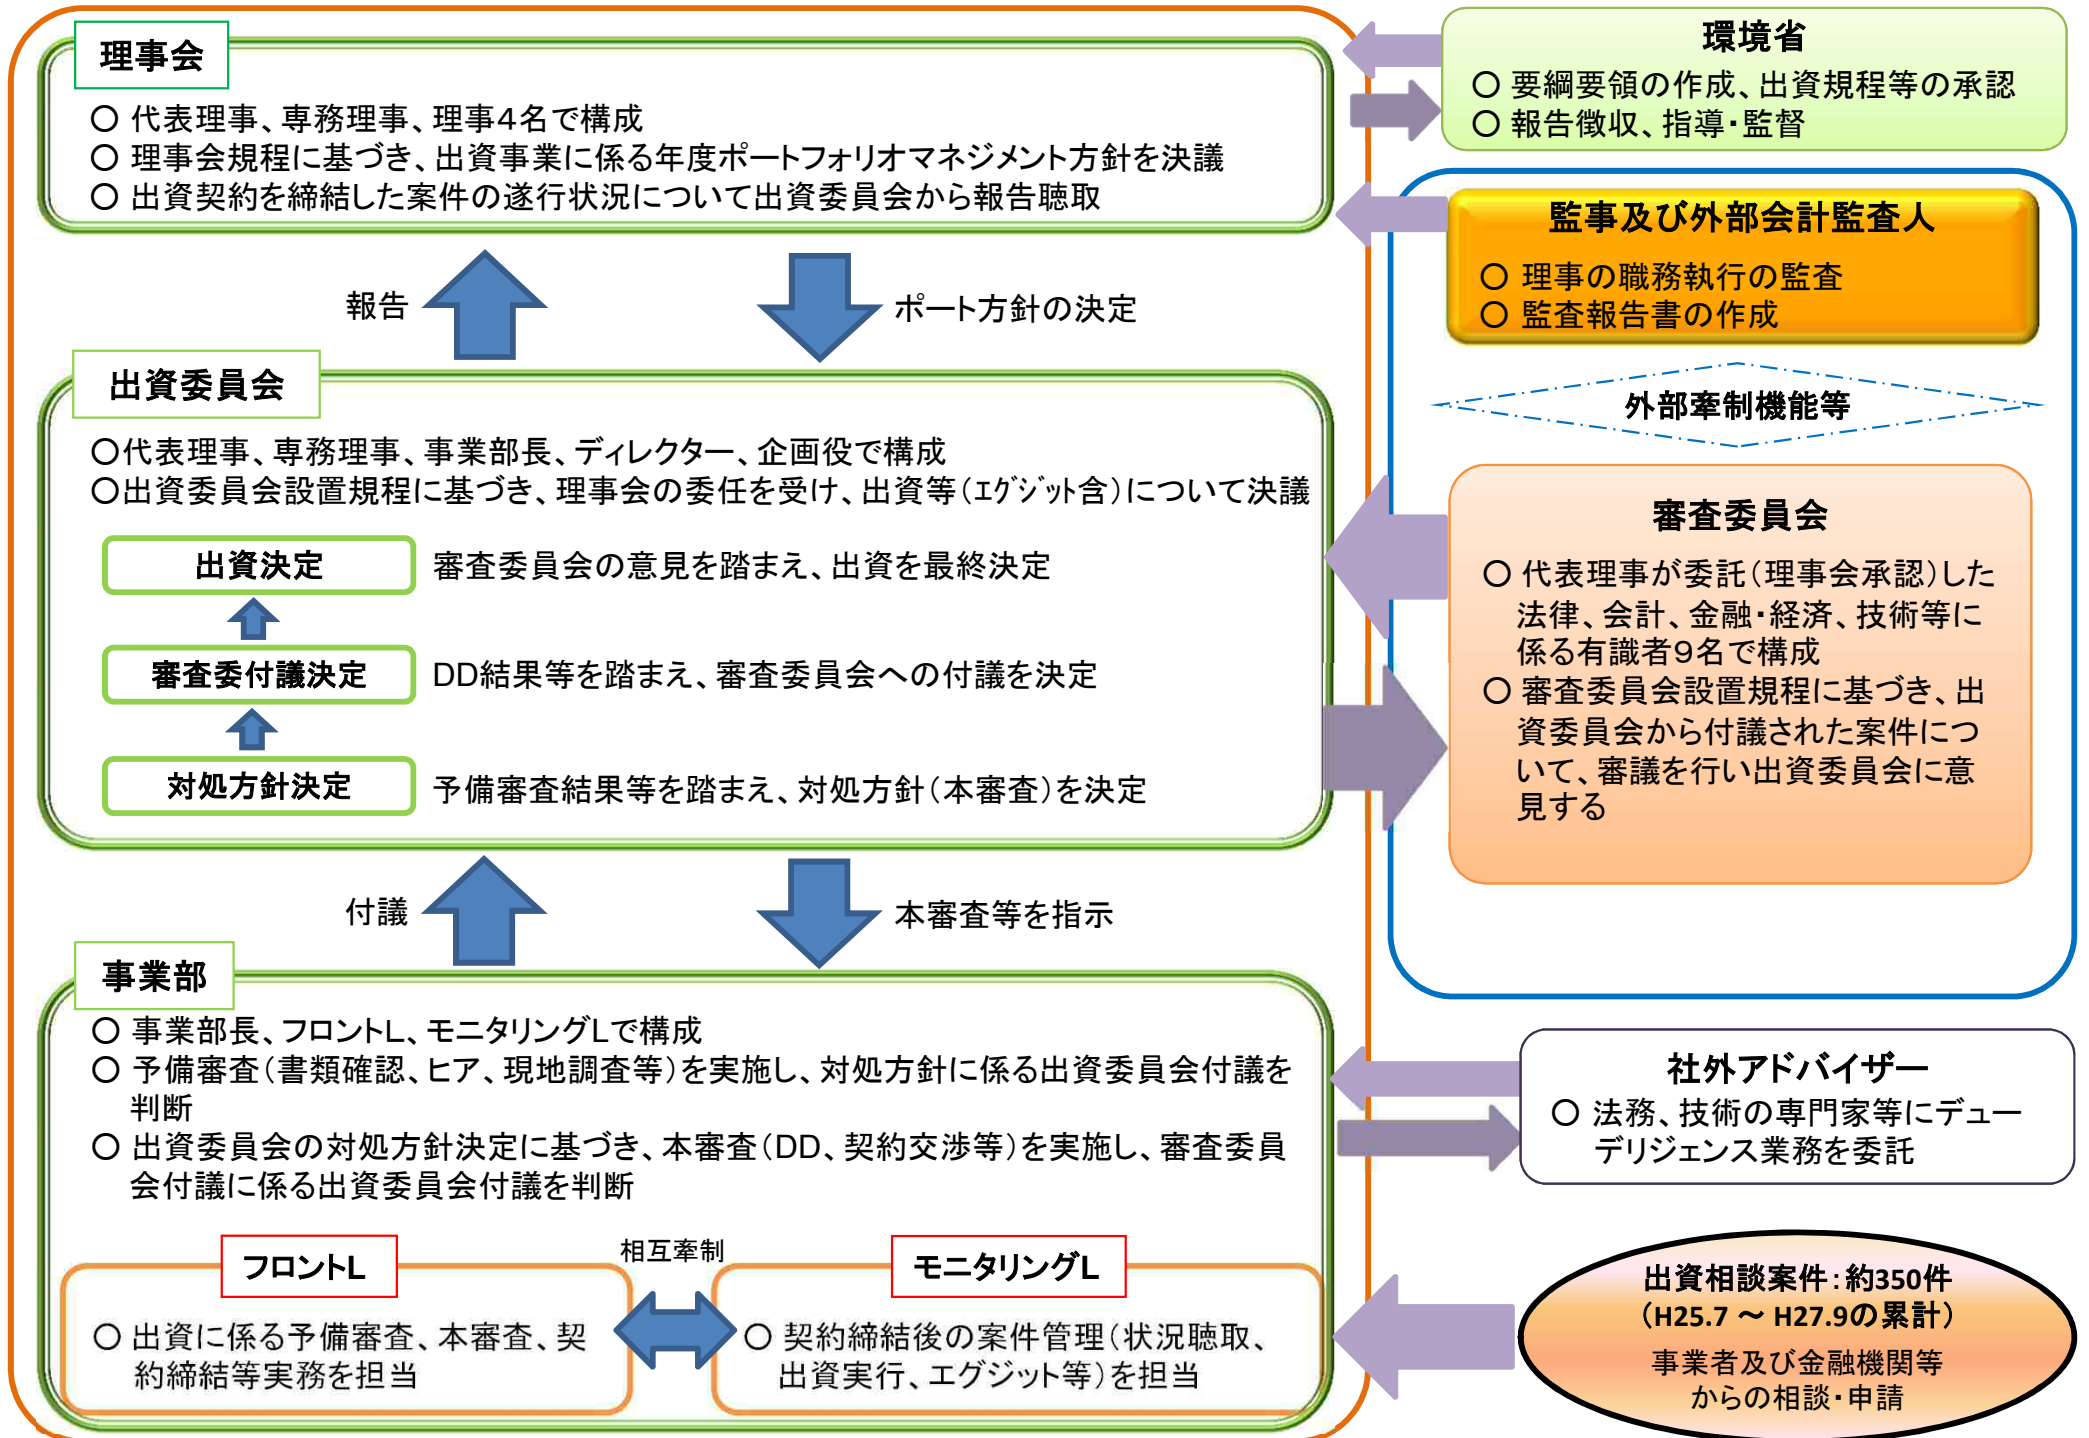 理事会
○ 代表理事、専務理事、理事4名で構成
○ 理事会規程に基づき、出資事業に係る年度ポートフォリオマネジメント方針を決議
○ 出資契約を締結した案件の遂行状況について出資委員会から報告聴取
報告
ポート方針の決定
出資委員会
○代表理事、専務理事、事業部長、ディレクター、企画役で構成
○出資委員会設置規程に基づき、理事会の委任を受け、出資等(ｴｸﾞｼﾞｯﾄ含)について決議
出資決定
審査委員会の意見を踏まえ、出資を最終決定
審査委付議決定
DD結果等を踏まえ、審査委員会への付議を決定
対処方針決定
予備審査結果等を踏まえ、対処方針(本審査)を決定
付議
本審査等を指示
事業部
○ 事業部長、フロントL、モニタリングLで構成
○ 予備審査(書類確認、ヒア、現地調査等)を実施し、対処方針に係る出資委員会付議を
判断
○ 出資委員会の対処方針決定に基づき、本審査(DD、契約交渉等)を実施し、審査委員
会付議に係る出資委員会付議を判断
フロントL
○ 出資に係る予備審査、本審査、契
約締結等実務を担当
相互牽制
モニタリングL
○ 契約締結後の案件管理(状況聴取、
出資実行、エグジット等)を担当
環境省
○ 要綱要領の作成、出資規程等の承認
○ 報告徴収、指導・監督
監事及び外部会計監査人
○ 理事の職務執行の監査
○ 監査報告書の作成
外部牽制機能等
審査委員会
○ 代表理事が委託(理事会承認)した
法律、会計、金融・経済、技術等に
係る有識者9名で構成
○ 審査委員会設置規程に基づき、出
資委員会から付議された案件につ
いて、審議を行い出資委員会に意
見する
社外アドバイザー
○ 法務、技術の専門家等にデュー
デリジェンス業務を委託
出資相談案件：約350件
(H25.7 ～ H27.9の累計)
事業者及び金融機関等
からの相談・申請